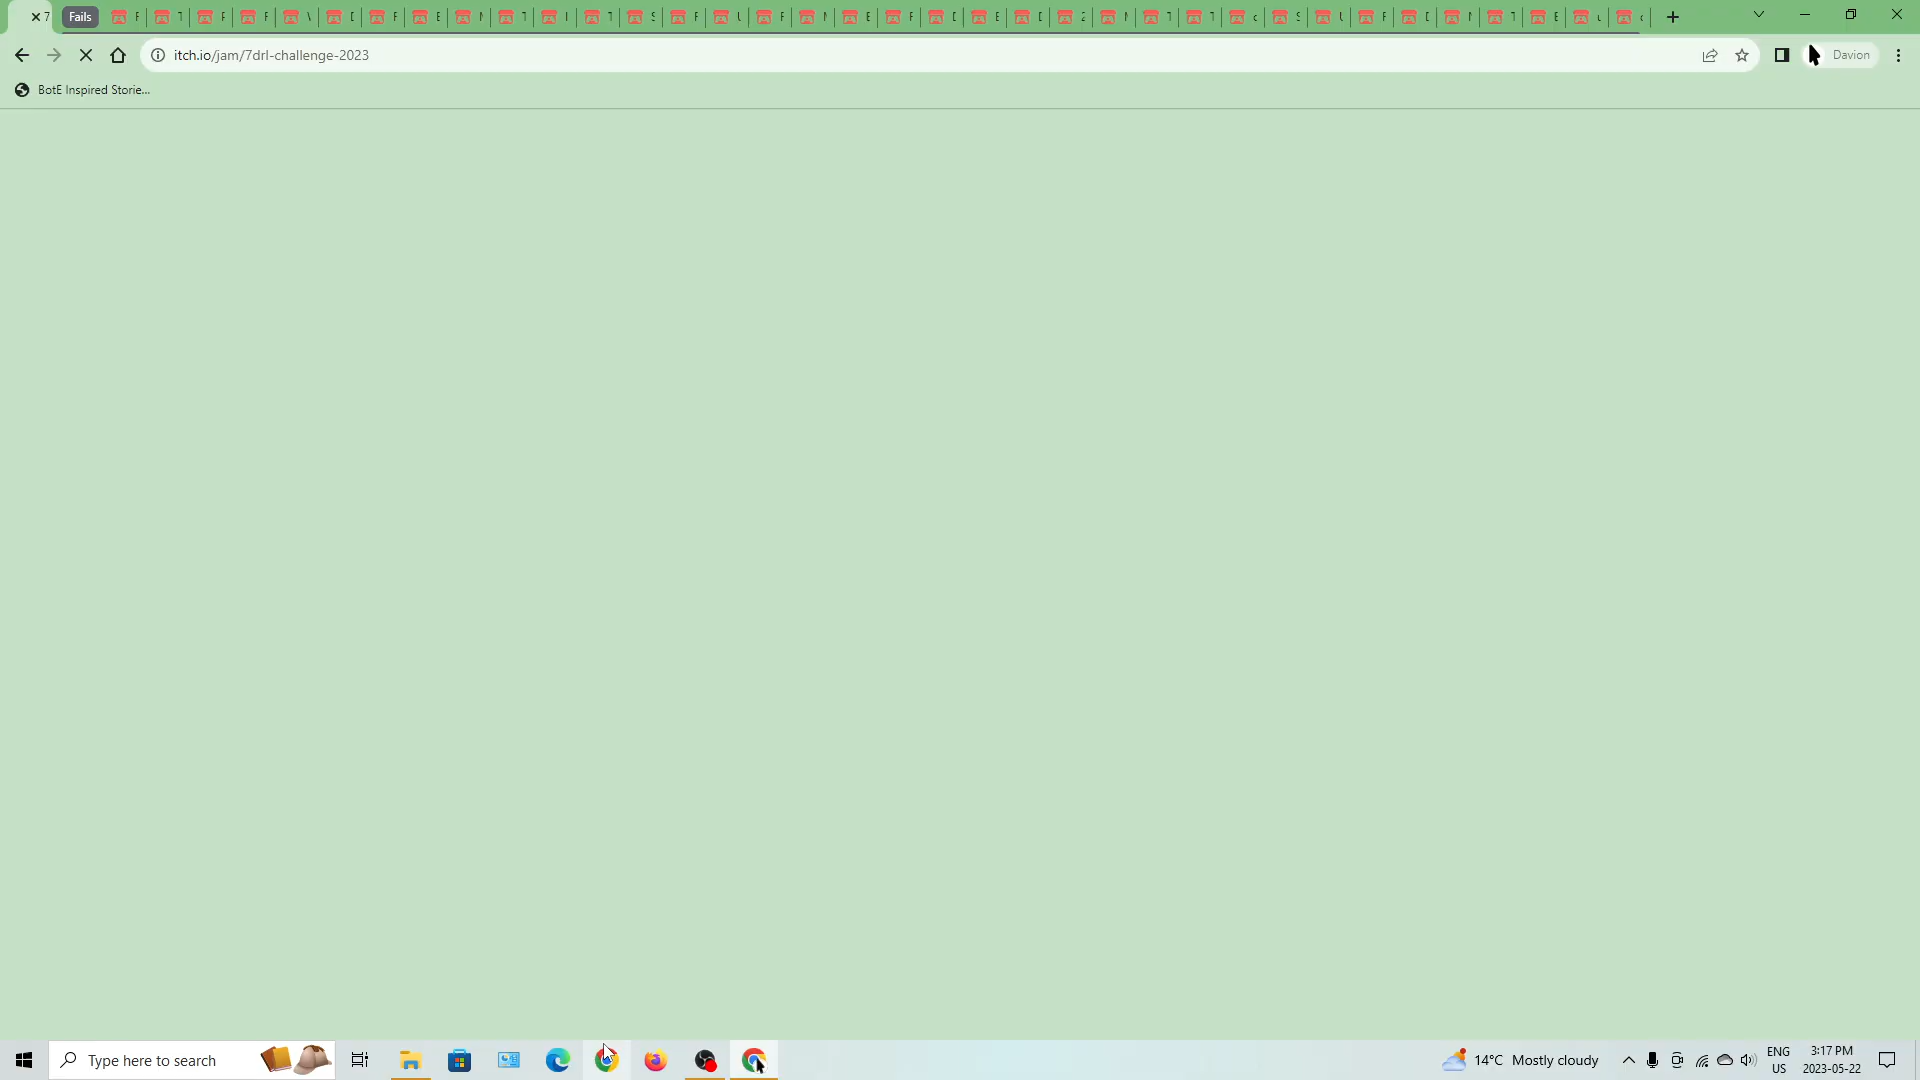 7
Fails
itch.io/jam/7drl-challenge-2023
Davion
BotE Inspired Storie...
Type here to search
14°C Mostly cloudy
ENG
US
3:17 PM
2023-05-22